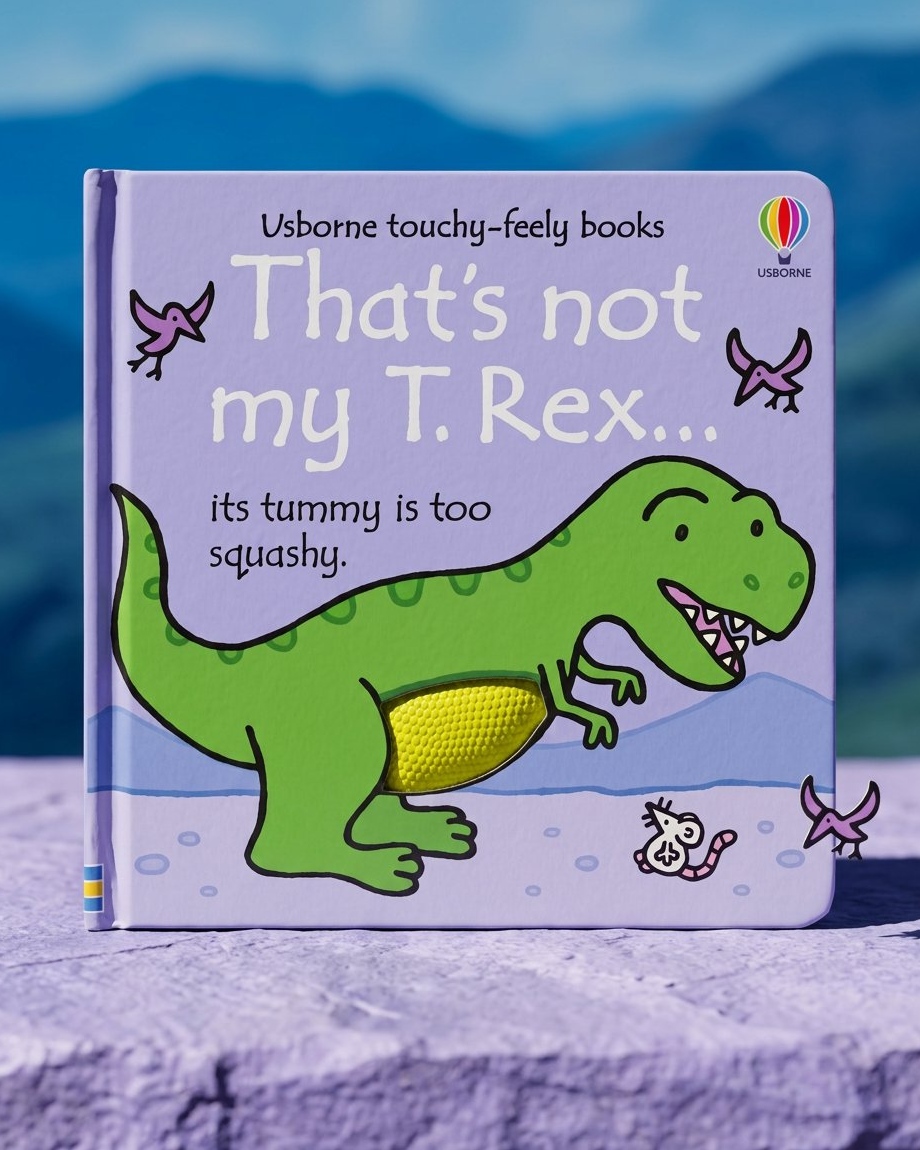 Usborne touchy-feely books
USBORNE
That's not
my T. Rex...
its tummy is too
squashy.